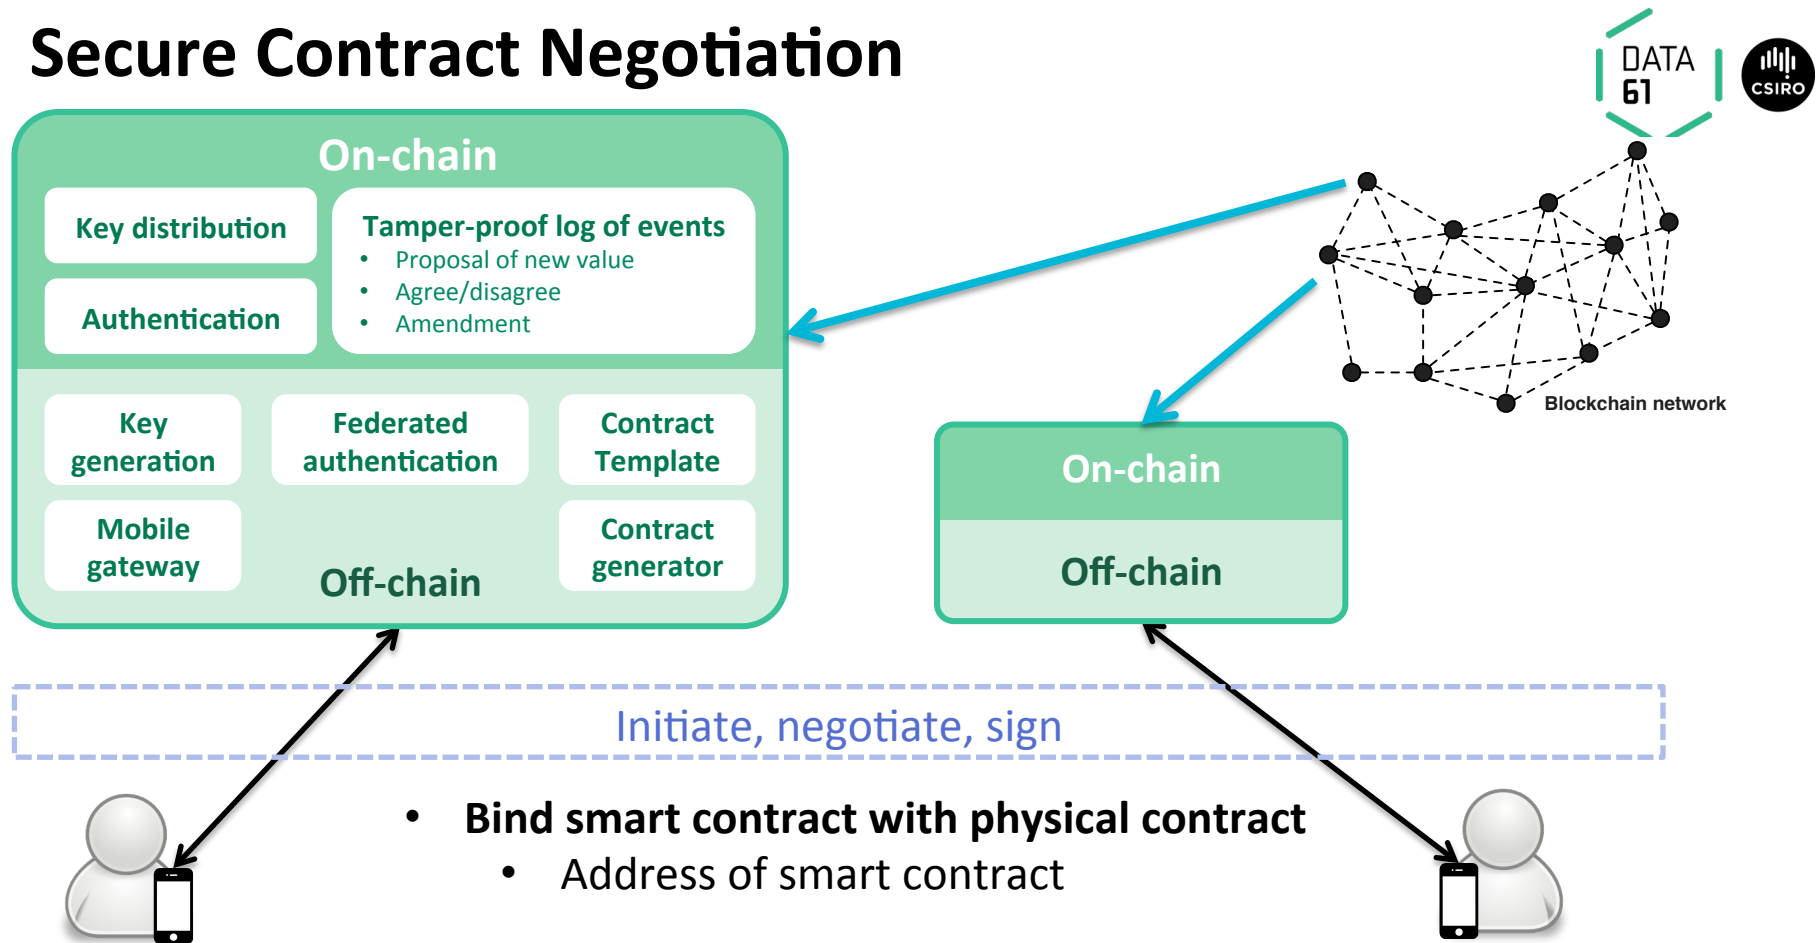 Secure Contract Negotiation
DATA
61
CSIRO
On-chain
Key distribution
Authentication
Tamper-proof log of events
• Proposal of new value
• Agree/disagree
• Amendment
Key
generation
Federated
authentication
Contract
Template
Mobile
gateway
Contract
generator
Off-chain
Blockchain network
On-chain
Off-chain
Initiate, negotiate, sign
• Bind smart contract with physical contract
• Address of smart contract